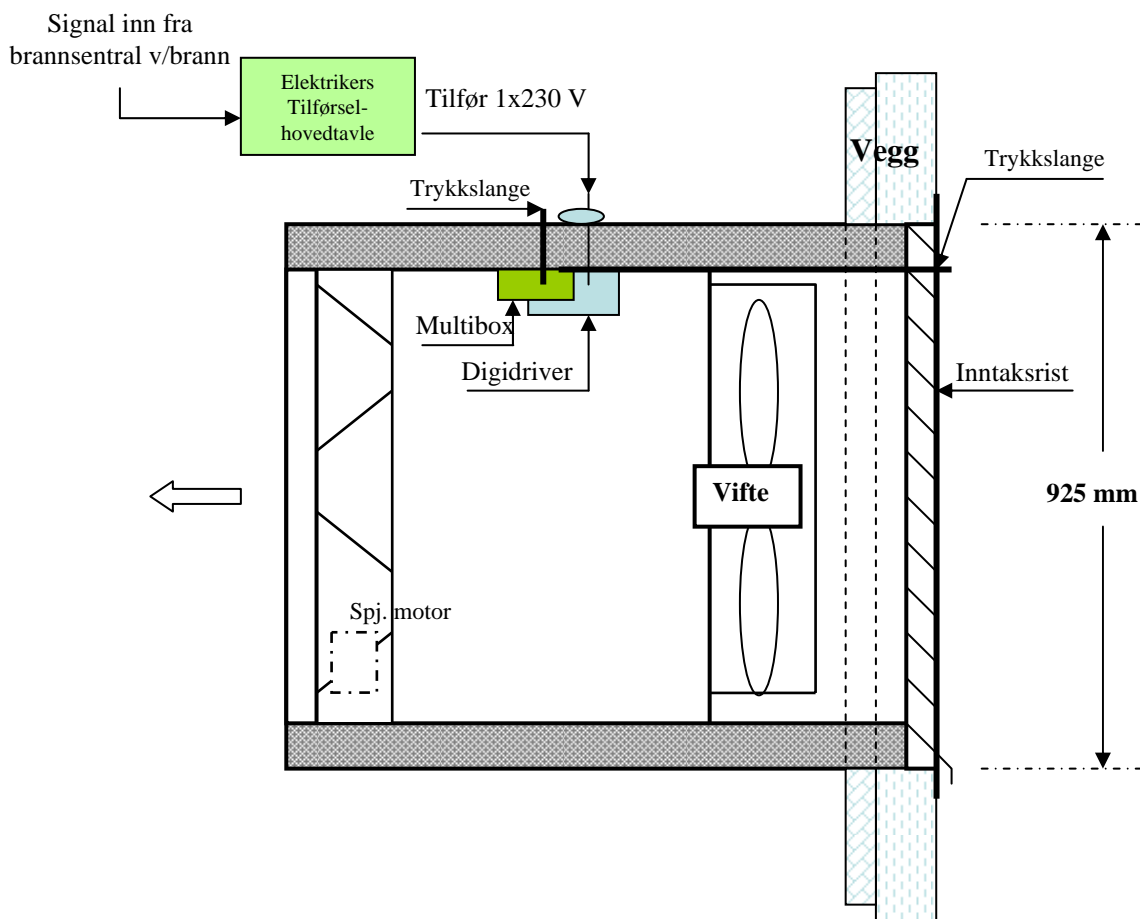 Signal inn fra
brannsentral v/brann
Elektrikers
Tilførsel-
hovedtavle
Tilfør 1x230 V
Vegg
Trykkslange
Trykkslange
Multibox
Digidriver
Inntaksrist
Vifte
925 mm
Spj. motor